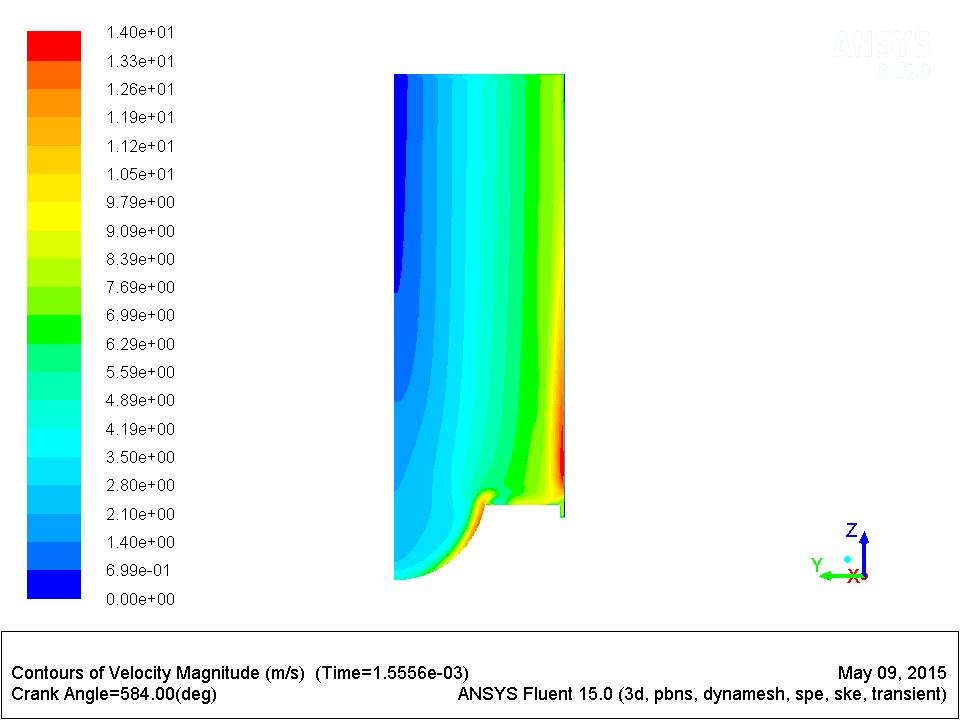 1.40e+01
1.33e+01
1.26e+01
1.19e+01
1.12e+01
1.05e+01
9.79e+00
9.09e+00
8.39e+00
7.69e+00
6.99e+00
6.29e+00
5.59e+00
4.89e+00
4.19e+00
3.50e+00
2.80e+00
2.10e+00
1.40e+00
6.99e-01
0.00e+00
ANSYS
R15.0
Z
Y
X
Contours of Velocity Magnitude (m/s)  (Time=1.5556e-03)
Crank Angle=584.00(deg)
May 09, 2015
ANSYS Fluent 15.0 (3d, pbns, dynamesh, spe, ske, transient)